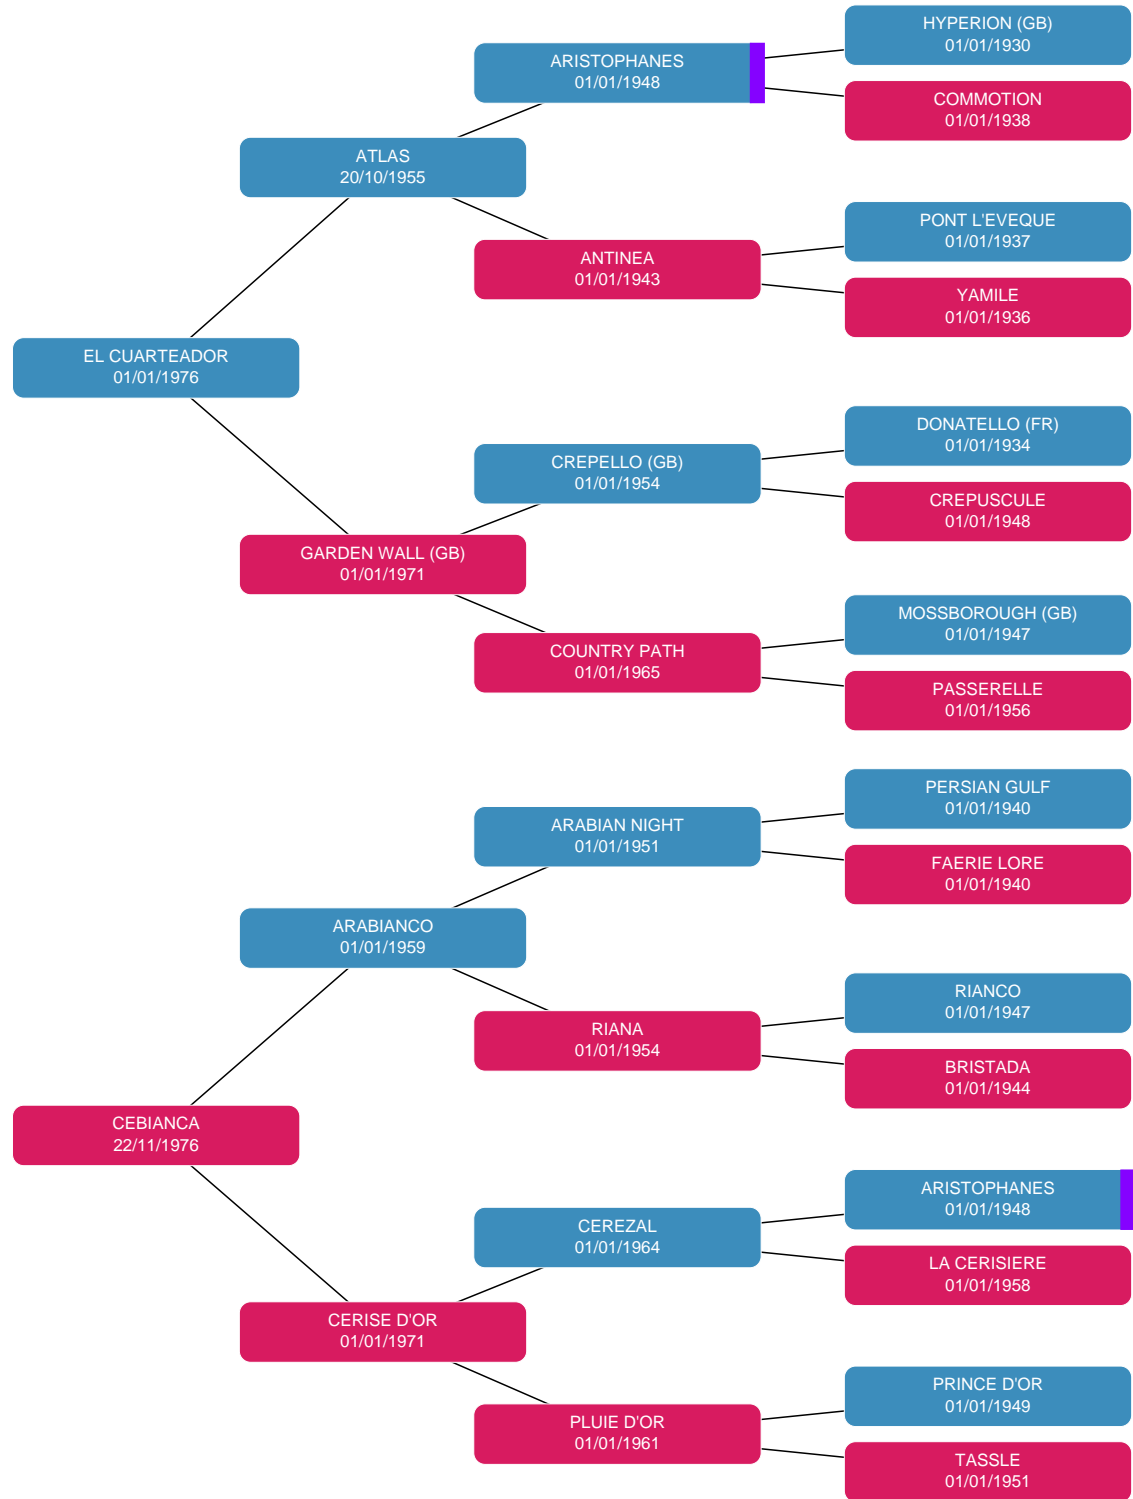 HYPERION (GB)
01/01/1930
ARISTOPHANES
01/01/1948
COMMOTION
01/01/1938
ATLAS
20/10/1955
PONT L'EVEQUE
01/01/1937
ANTINEA
01/01/1943
YAMILE
01/01/1936
EL CUARTEADOR
01/01/1976
DONATELLO (FR)
01/01/1934
CREPELLO (GB)
01/01/1954
CREPUSCULE
01/01/1948
GARDEN WALL (GB)
01/01/1971
MOSSBOROUGH (GB)
01/01/1947
COUNTRY PATH
01/01/1965
PASSERELLE
01/01/1956
PERSIAN GULF
01/01/1940
ARABIAN NIGHT
01/01/1951
FAERIE LORE
01/01/1940
ARABIANCO
01/01/1959
RIANCO
01/01/1947
RIANA
01/01/1954
BRISTADA
01/01/1944
CEBIANCA
22/11/1976
ARISTOPHANES
01/01/1948
CEREZAL
01/01/1964
LA CERISIERE
01/01/1958
CERISE D'OR
01/01/1971
PRINCE D'OR
01/01/1949
PLUIE D'OR
01/01/1961
TASSLE
01/01/1951